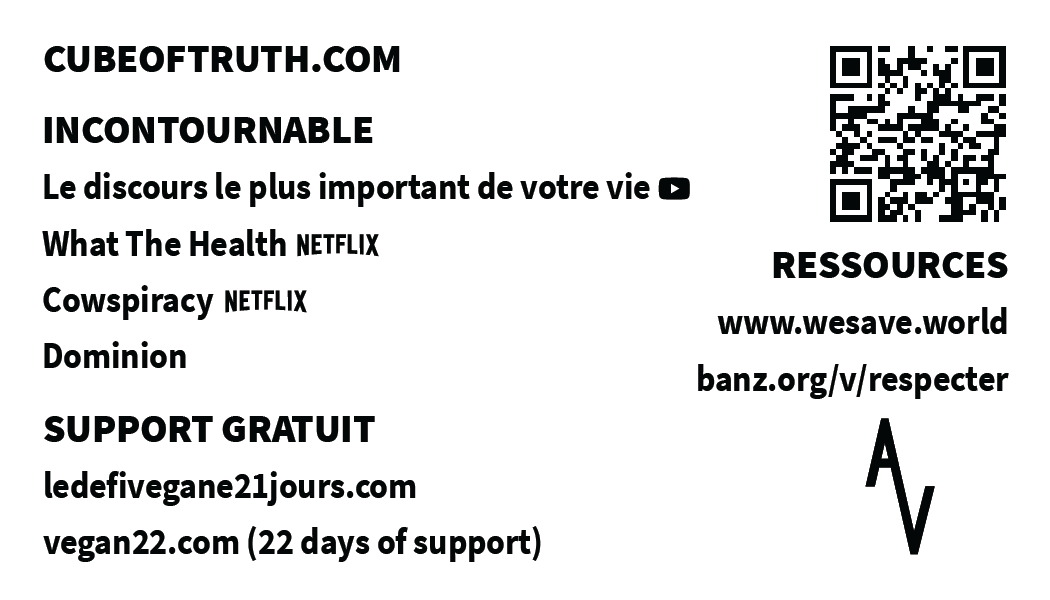 CUBEOFTRUTH.COM
INCONTOURNABLE
Le discours le plus important de votre vie
What The Health NETFLIX
Cowspiracy NETFLIX
Dominion
SUPPORT GRATUIT
ledefivegane21jours.com
vegan22.com (22 days of support)
RESSOURCES
www.wesave.world
banz.org/v/respecter
AV